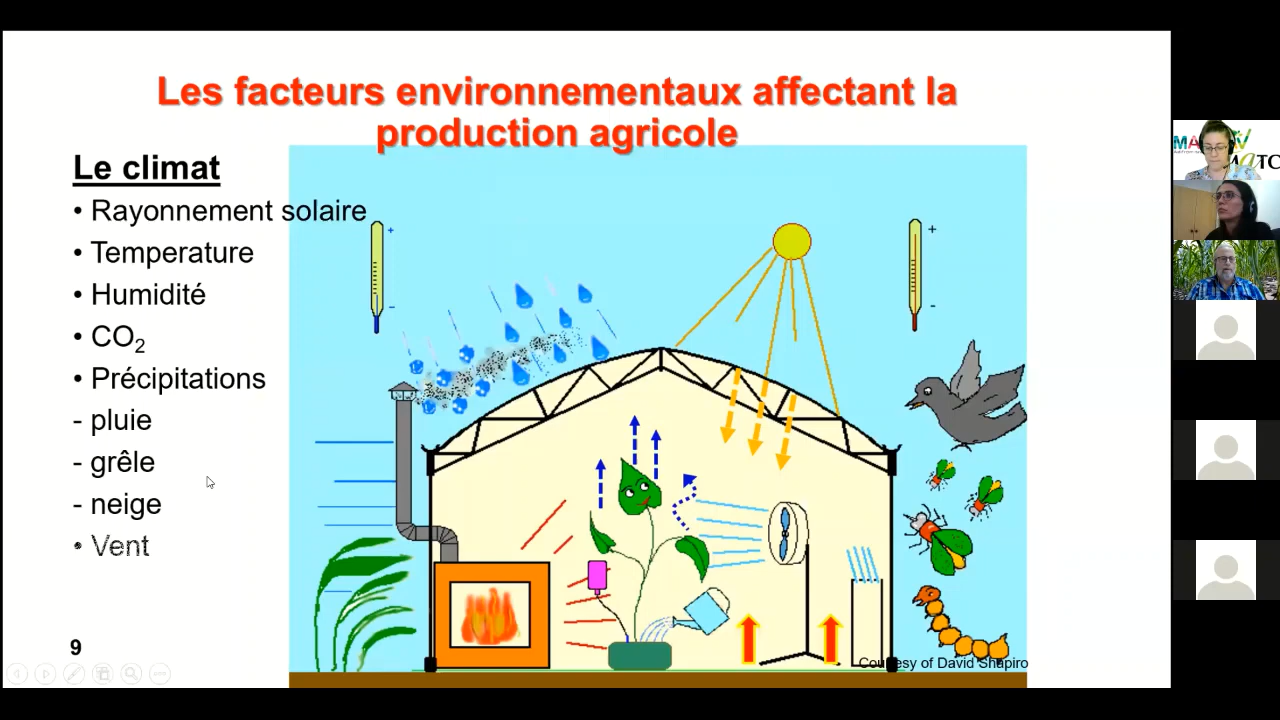 Les facteurs environnementaux affectant la
production agricole
Le climat
• Rayonnement solaire
• Temperature
• Humidité
• CO₂
• Précipitations
- pluie
- grêle
- neige
• Vent
+
-
+
-
9
Courtesy of David Shapiro